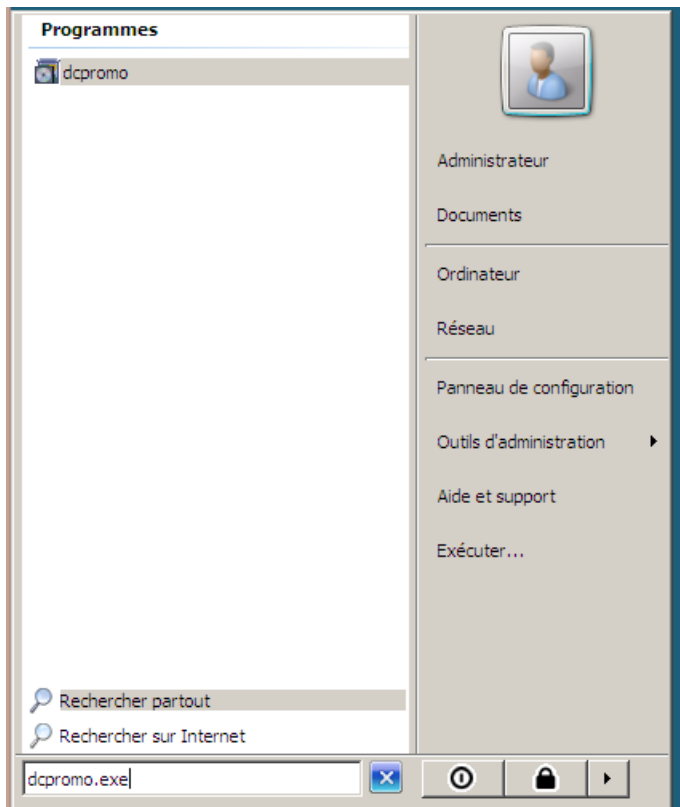 Programmes
dcpromo
Rechercher partout
Rechercher sur Internet
dcpromo.exe
Administrateur
Documents
Ordinateur
Réseau
Panneau de configuration
Outils d'administration
Aide et support
Exécuter...